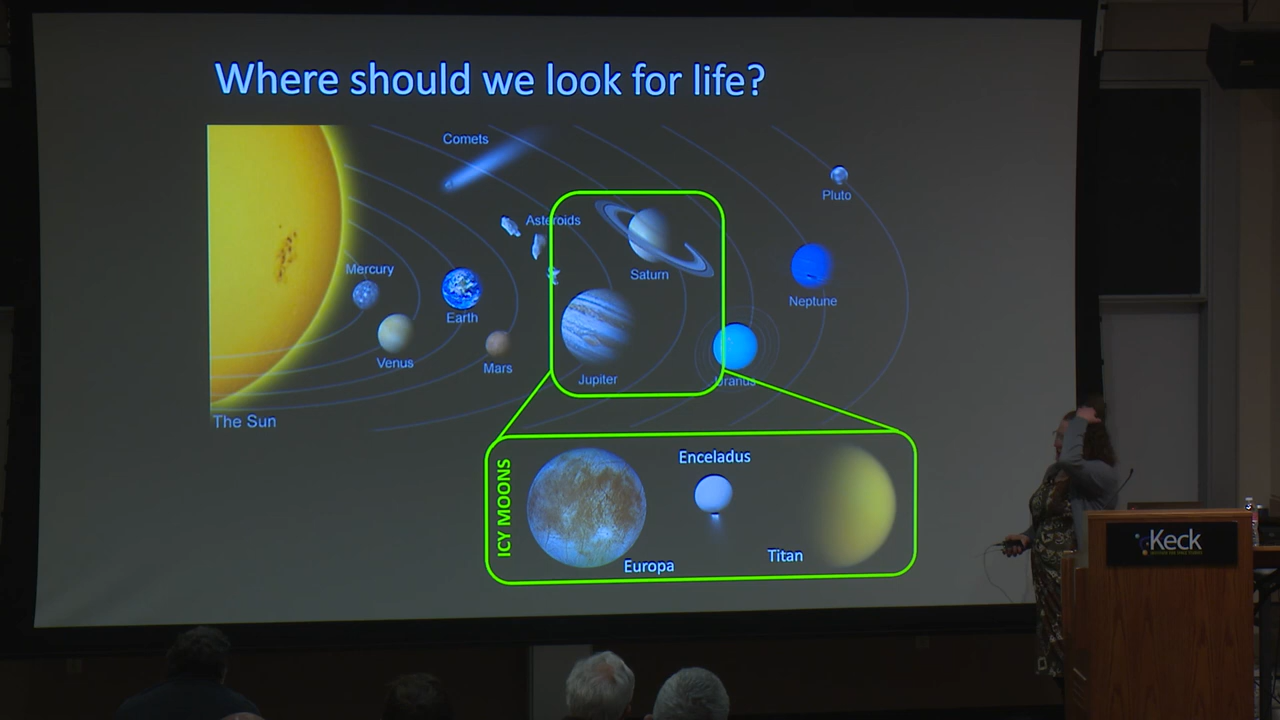 Where should we look for life?
Comets
Pluto
Asteroids
Mercury
Saturn
Neptune
Earth
Venus
Mars
Jupiter
Uranus
The Sun
ICY MOONS
Enceladus
Europa
Titan
Keck